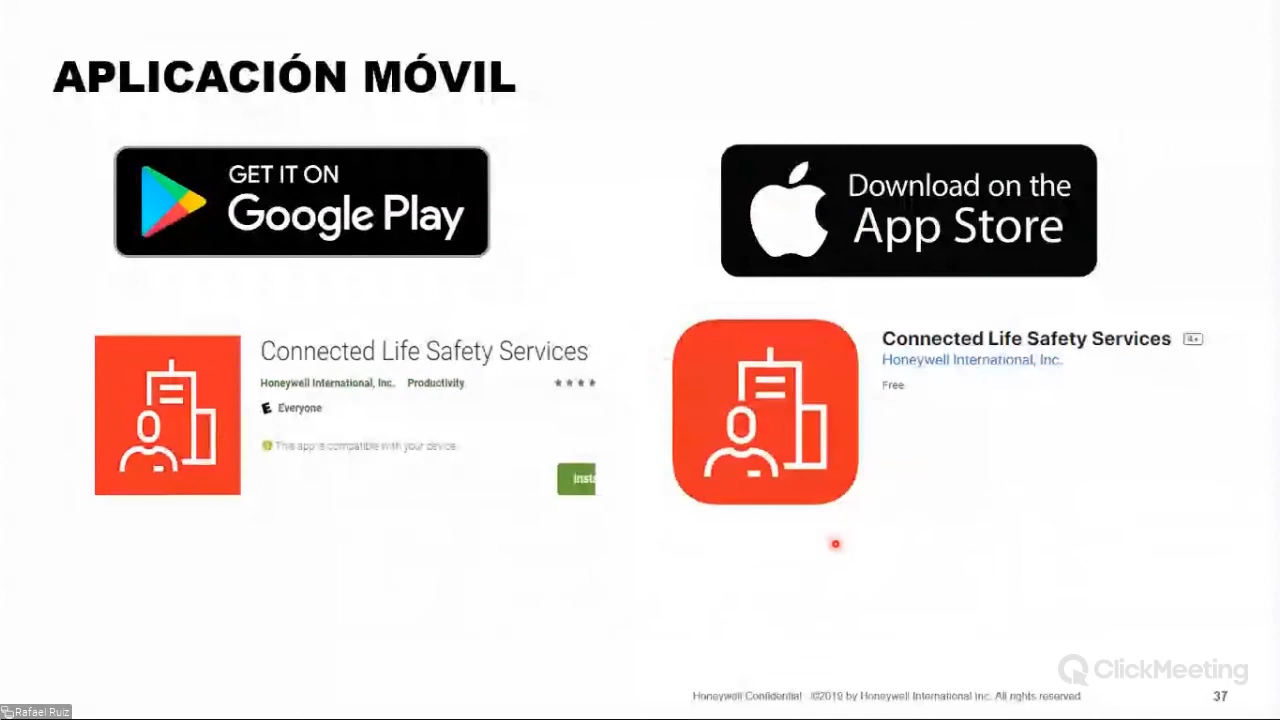 APLICACIÓN MÓVIL
GET IT ON
Google Play
Download on the
App Store
Connected Life Safety Services
Honeywell International, Inc. Productivity
Everyone
This app is compatible with your device.
Insta
Connected Life Safety Services 4+
Honeywell International, Inc.
Free
ClickMeeting
Honeywell Confidential ©2019 by Honeywell International Inc. All rights reserved
37
Rafael Ruiz